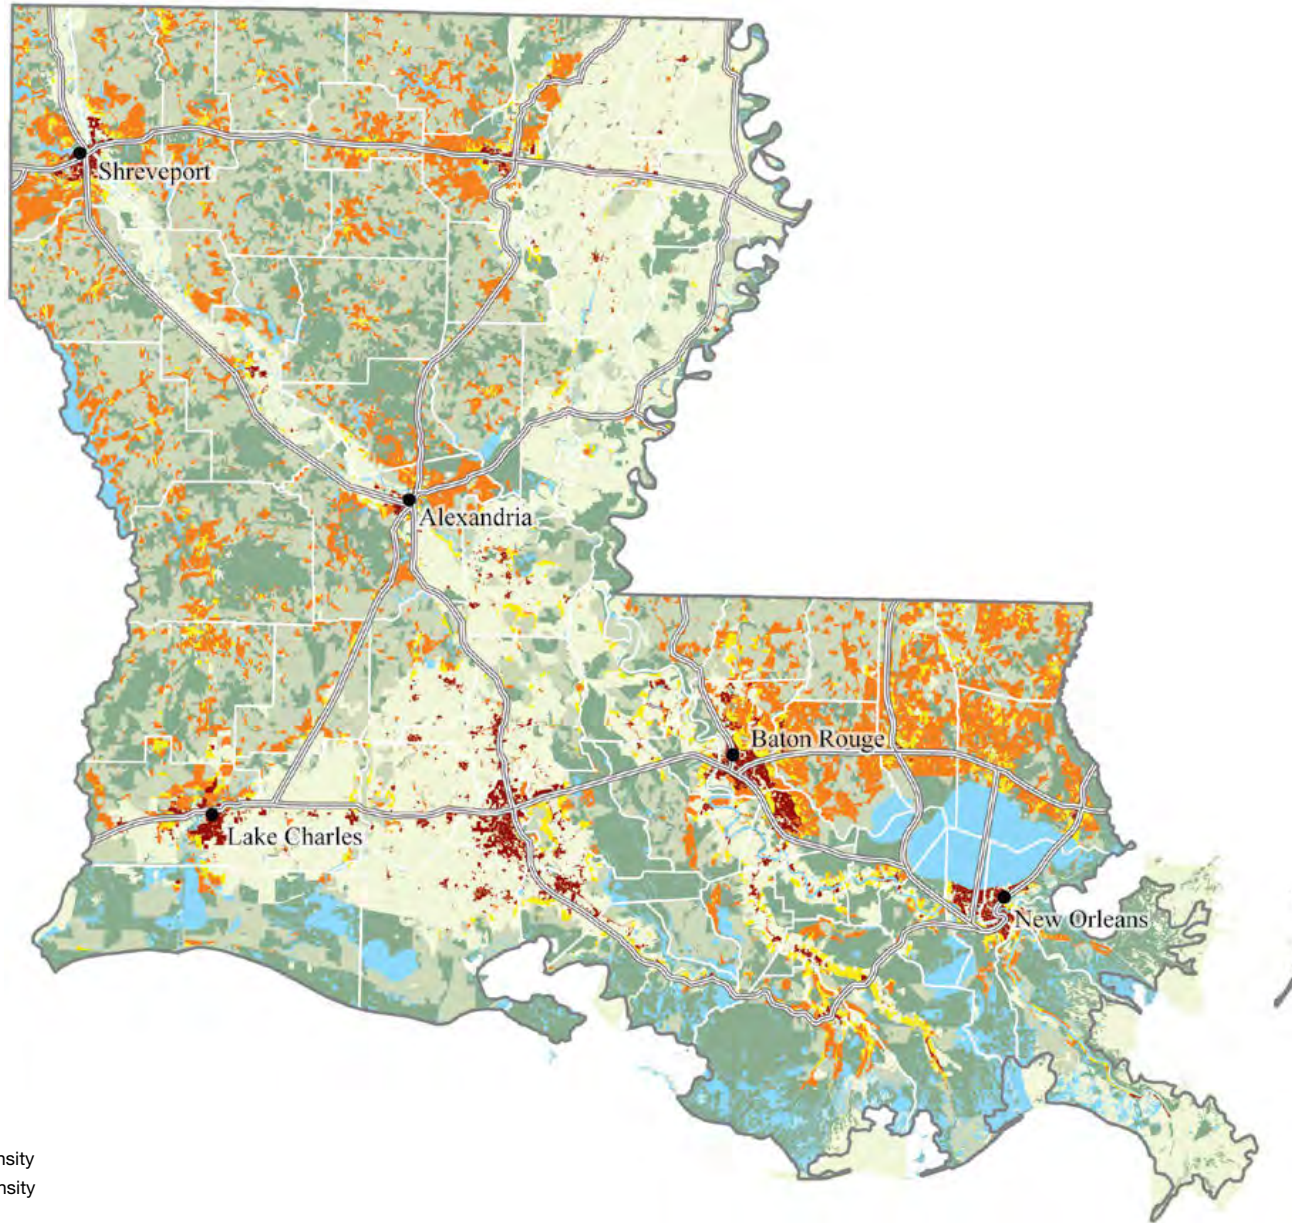 Shreveport
Alexandria
Baton Rouge
Lake Charles
New Orleans
nsity
nsity